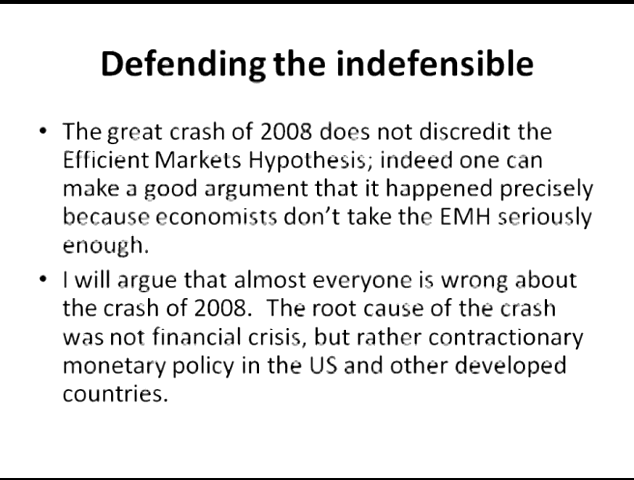 Defending the indefensible
• The great crash of 2008 does not discredit the
Efficient Markets Hypothesis; indeed one can
make a good argument that it happened precisely
because economists don't take the EMH seriously
enough.
• I will argue that almost everyone is wrong about
the crash of 2008.  The root cause of the crash
was not financial crisis, but rather contractionary
monetary policy in the US and other developed
countries.